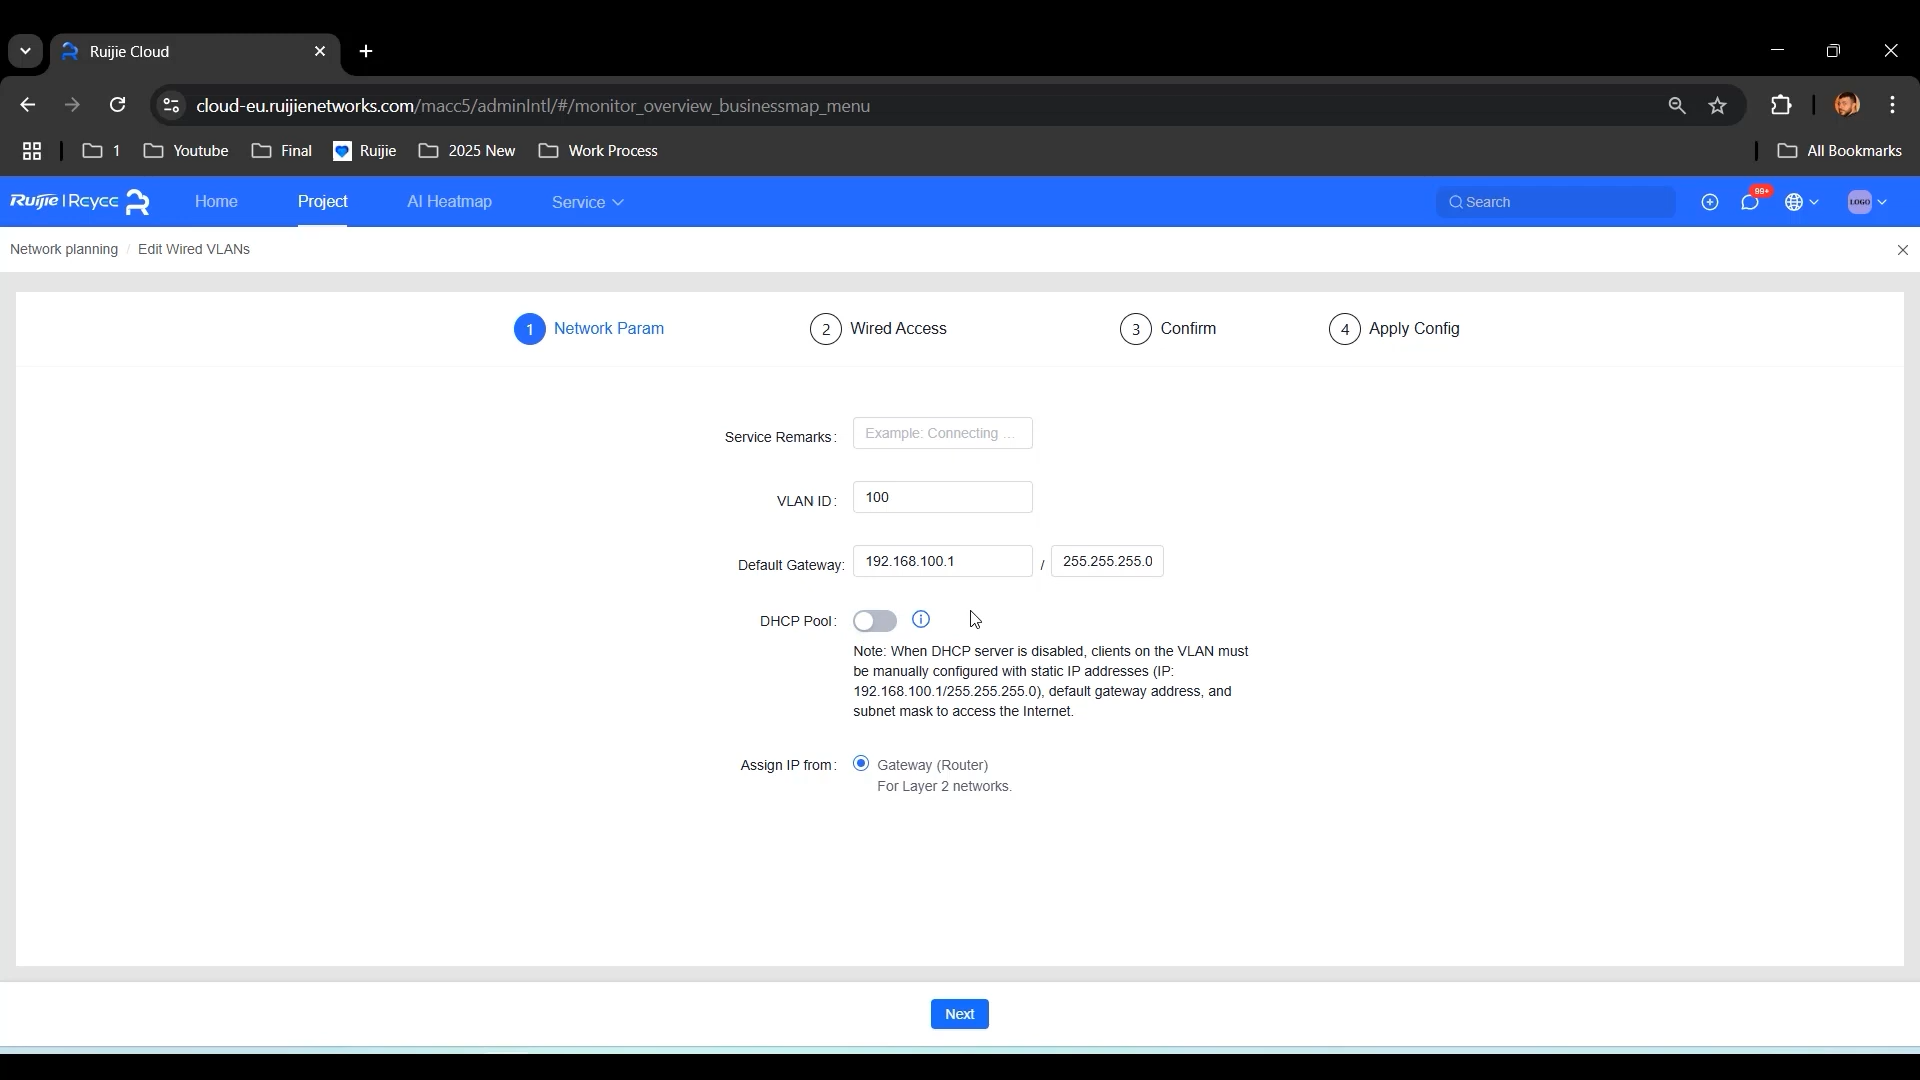 Ruijie Cloud
cloud-eu.ruijienetworks.com/macc5/adminIntl/#/monitor_overview_businessmap_menu
1
Youtube
Final
Ruijie
2025 New
Work Process
All Bookmarks
Ruijie | Rcycc
Home
Project
AI Heatmap
Service
Search
99+
LOGO
Network planning / Edit Wired VLANs
1 Network Param
2 Wired Access
3 Confirm
4 Apply Config
Service Remarks: Example: Connecting ...
VLAN ID: 100
Default Gateway: 192.168.100.1 / 255.255.255.0
DHCP Pool:
Note: When DHCP server is disabled, clients on the VLAN must
be manually configured with static IP addresses (IP:
192.168.100.1/255.255.255.0), default gateway address, and
subnet mask to access the Internet.
Assign IP from: Gateway (Router)
For Layer 2 networks.
Next